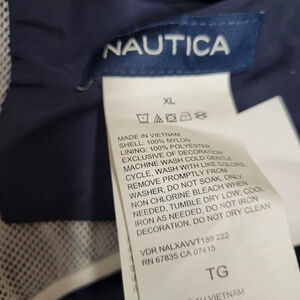 NAUTICA
XL
MADE IN VIETNAM
SHELL: 100% NYLON
LINING: 100% POLYESTER
EXCLUSIVE OF DECORATION
MACHINE WASH COLD GENTLE
CYCLE, WASH WITH LIKE COLORS
REMOVE PROMPTLY FROM
WASHER, DO NOT SOAK, ONLY
NON CHLORINE BLEACH WHEN
NEEDED, TUMBLE DRY LOW, COOL
IRON AS NEEDED, DO NOT IRON
DECORATION, DO NOT DRY CLEAN
VDR NALXAVVT18B 222
RN 67835 CA 07415
TG
AU VIETNAM